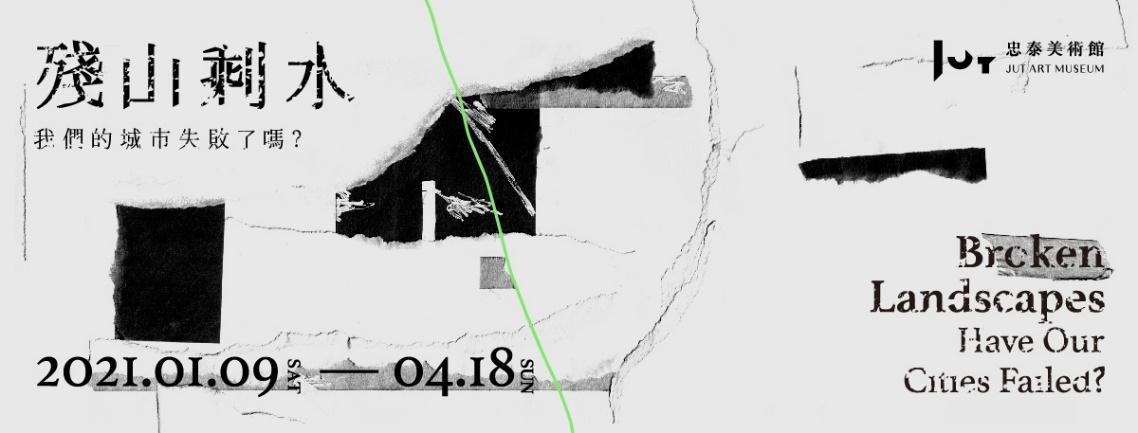 殘山剩水
我們的城市失敗了嗎?
JUT 忠泰美術館
JUT ART MUSEUM
Broken
Landscapes
Have Our
Cities Failed?
2021.01.09 SAT — 04.18 SUN